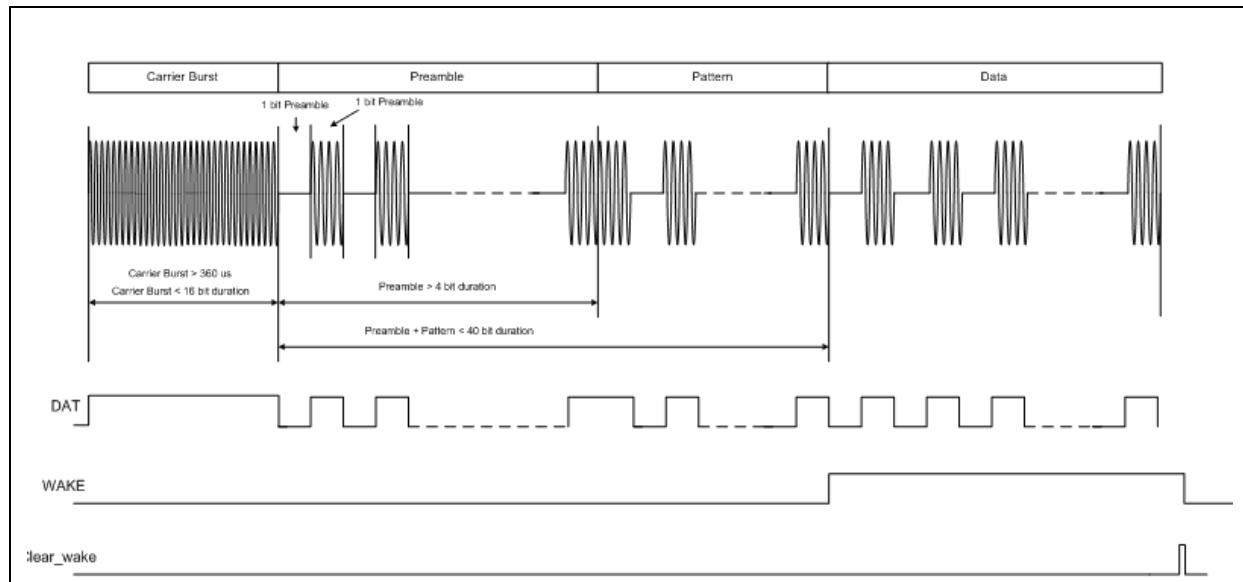 Carrier Burst Preamble Pattern Data
1 bit Preamble
1 bit Preamble
Carrier Burst > 360 us
Carrier Burst < 16 bit duration
Preamble > 4 bit duration
Preamble + Pattern < 40 bit duration
DAT
WAKE
lear_wake